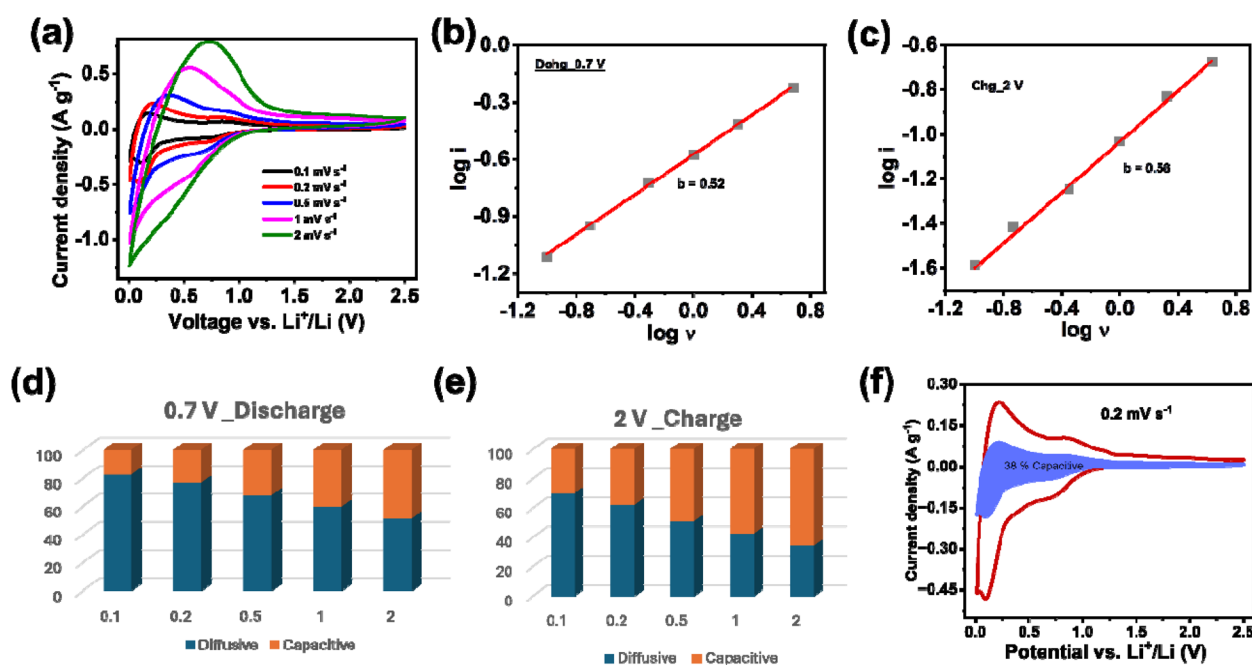 (a)
Current density (A g⁻¹)
0.5
0.0
-0.5
-1.0
0.1 mV s⁻¹
0.2 mV s⁻¹
0.5 mV s⁻¹
1 mV s⁻¹
2 mV s⁻¹
0.0 0.5 1.0 1.5 2.0 2.5
Voltage vs. Li⁺/Li (V)
(b)
log i
0.0
-0.3
-0.6
-0.9
-1.2
Dchg_0.7 V
b = 0.52
-1.2 -0.8 -0.4 0.0 0.4 0.8
log ν
(c)
log i
-0.6
-0.8
-1.0
-1.2
-1.4
-1.6
Chg_2 V
b = 0.56
-1.2 -0.8 -0.4 0.0 0.4 0.8
log ν
(d)
0.7 V _Discharge
100
80
60
40
20
0
0.1 0.2 0.5 1 2
Diffusive Capacitive
(e)
2 V _Charge
100
80
60
40
20
0
0.1 0.2 0.5 1 2
Diffusive Capacitive
(f)
Current density (A g⁻¹)
0.30
0.15
0.00
−0.15
−0.30
−0.45
0.2 mV s⁻¹
38 % Capacitive
0.0 0.5 1.0 1.5 2.0 2.5
Potential vs. Li⁺/Li (V)